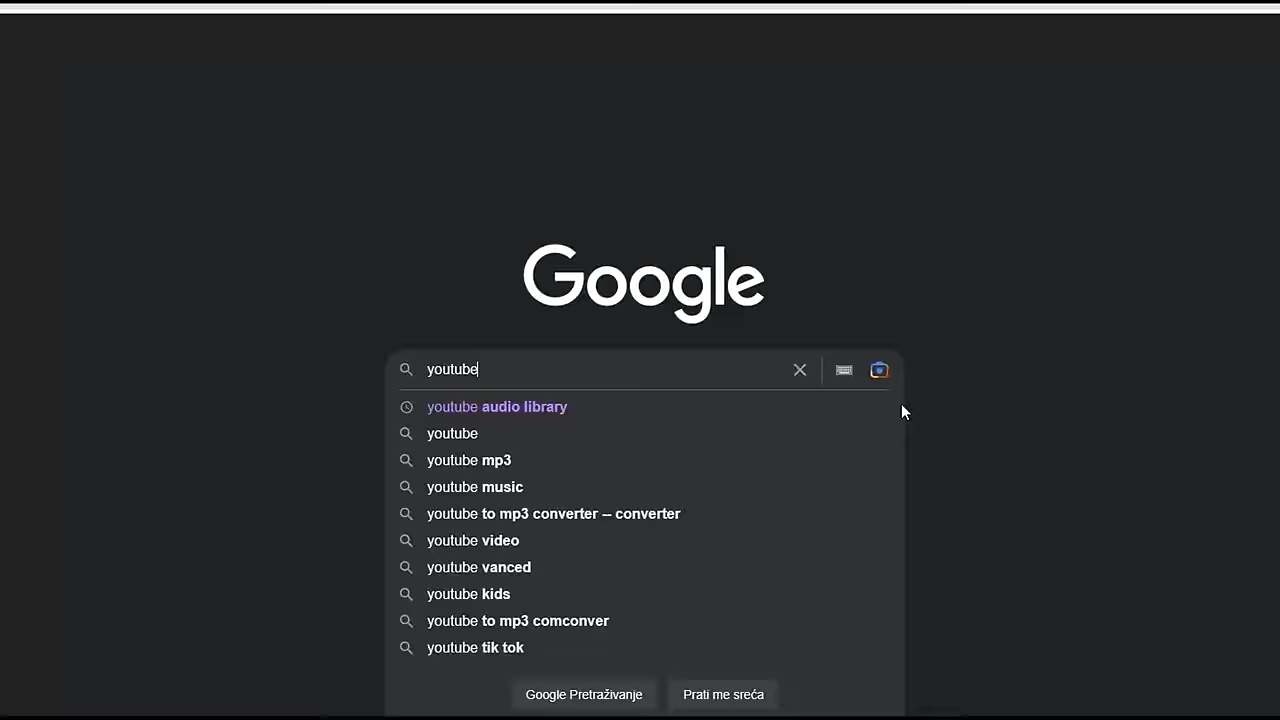 Google
youtube
youtube audio library
youtube
youtube mp3
youtube music
youtube to mp3 converter – converter
youtube video
youtube vanced
youtube kids
youtube to mp3 comconver
youtube tik tok
Google Pretraživanje Prati me sreća